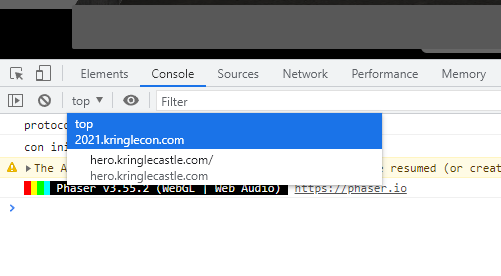 Elements Console Sources Network Performance Memory
top Filter
top
2021.kringlecon.com
hero.kringlecastle.com/
hero.kringlecastle.com
protoc
con ini
The A resumed (or creat
Phaser v3.55.2 (WebGL | Web Audio) https://phaser.io